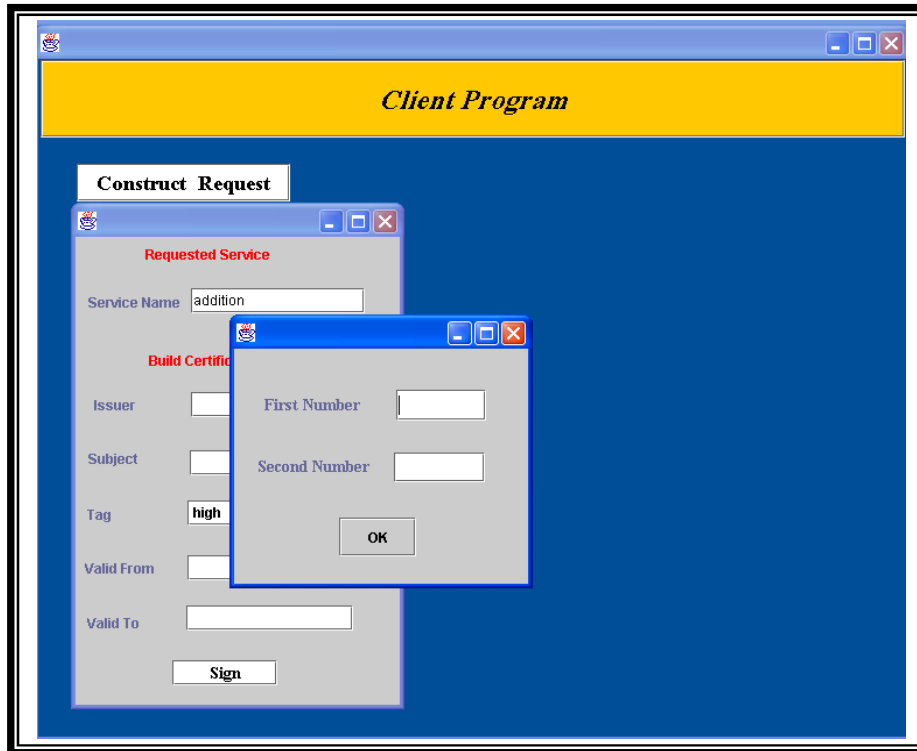 Client Program
Construct Request
Requested Service
Service Name addition
Build Certific
Issuer
Subject
Tag high
Valid From
Valid To
Sign
First Number
Second Number
OK